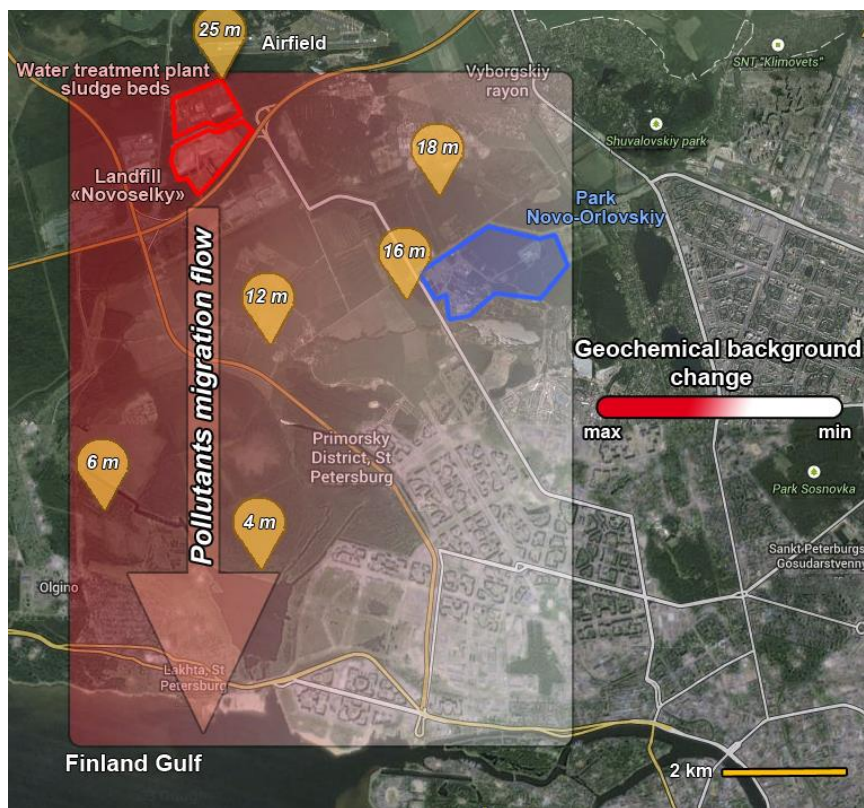 25 m
Airfield
Water treatment plant
sludge beds
Vyborgskiy
rayon
SNT "Klimovets"
Shuvalovskiy park
18 m
Landfill
«Novoselky»
Park
Novo-Orlovskiy
16 m
12 m
Pollutants migration flow
Geochemical background
change
max
min
Primorsky
District, St
Petersburg
6 m
4 m
Park Sosnovka
Sankt-Peterburgs
Gosudarstvenny
Olgino
Lakhta, St
Petersburg
Finland Gulf
2 km